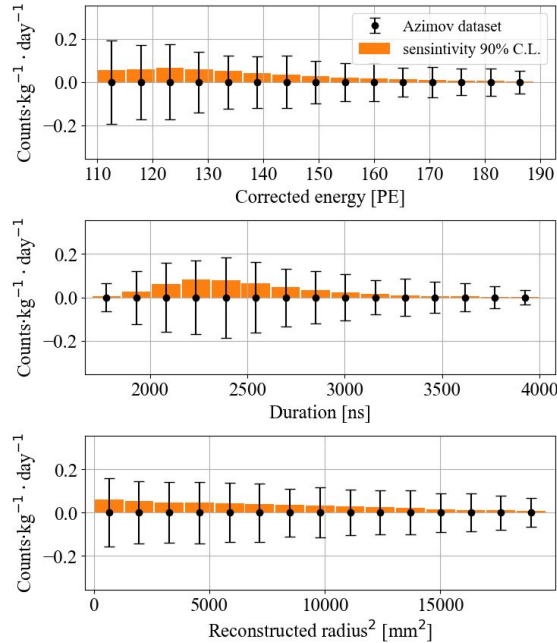 Azimov dataset
sensintivity 90% C.L.
Counts·kg⁻¹ · day⁻¹
0.2
0.0
−0.2
110 120 130 140 150 160 170 180 190
Corrected energy [PE]
Counts·kg⁻¹ · day⁻¹
0.2
0.0
−0.2
2000 2500 3000 3500 4000
Duration [ns]
Counts·kg⁻¹ · day⁻¹
0.2
0.0
−0.2
0 5000 10000 15000
Reconstructed radius² [mm²]